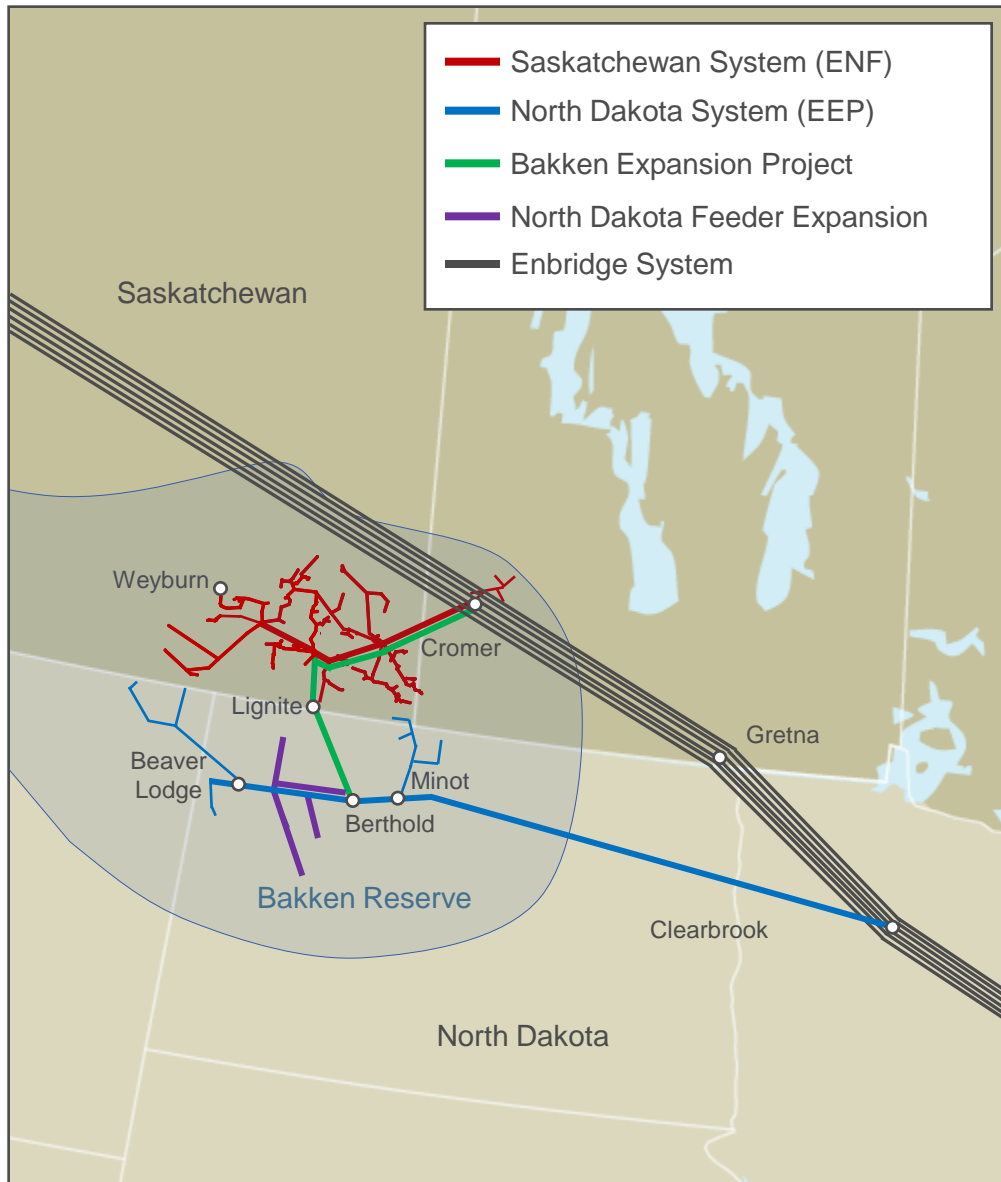 Saskatchewan System (ENF)
North Dakota System (EEP)
Bakken Expansion Project
North Dakota Feeder Expansion
Enbridge System
Saskatchewan
Weyburn
Cromer
Lignite
Gretna
Beaver
Lodge
Minot
Berthold
Bakken Reserve
Clearbrook
North Dakota